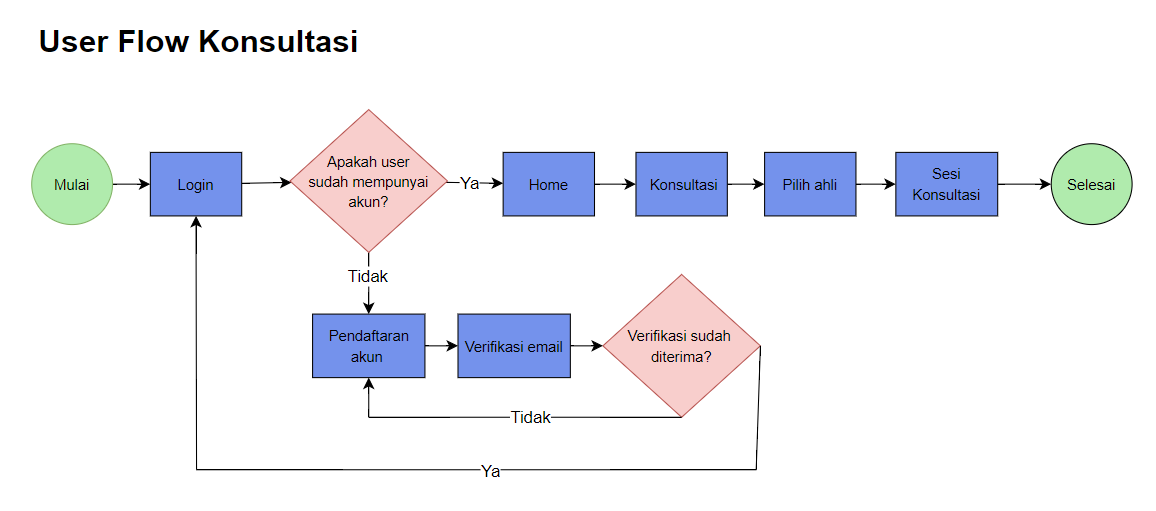 User Flow Konsultasi
Mulai
Login
Apakah user
sudah mempunyai
akun?
Ya
Home
Konsultasi
Pilih ahli
Sesi
Konsultasi
Selesai
Tidak
Pendaftaran
akun
Verifikasi email
Verifikasi sudah
diterima?
Tidak
Ya